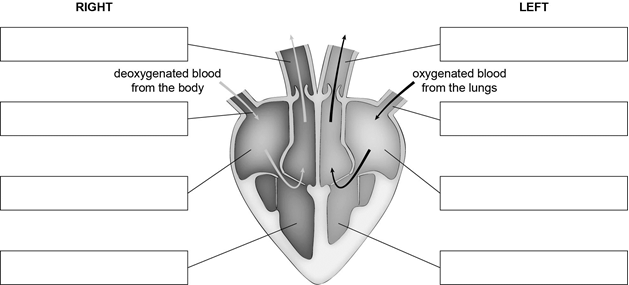 RIGHT
LEFT
deoxygenated blood
from the body
oxygenated blood
from the lungs